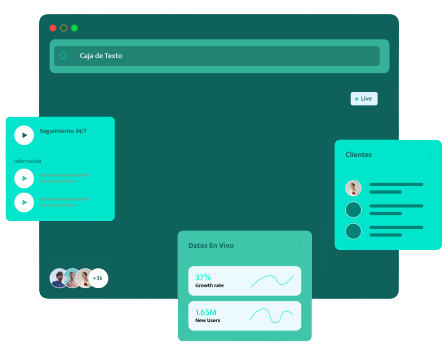 Caja de Texto
Live
Seguimiento 24/7
Interacción
Clientes
+3k
Datos En Vivo
37%
Growth rate
1.65M
New Users